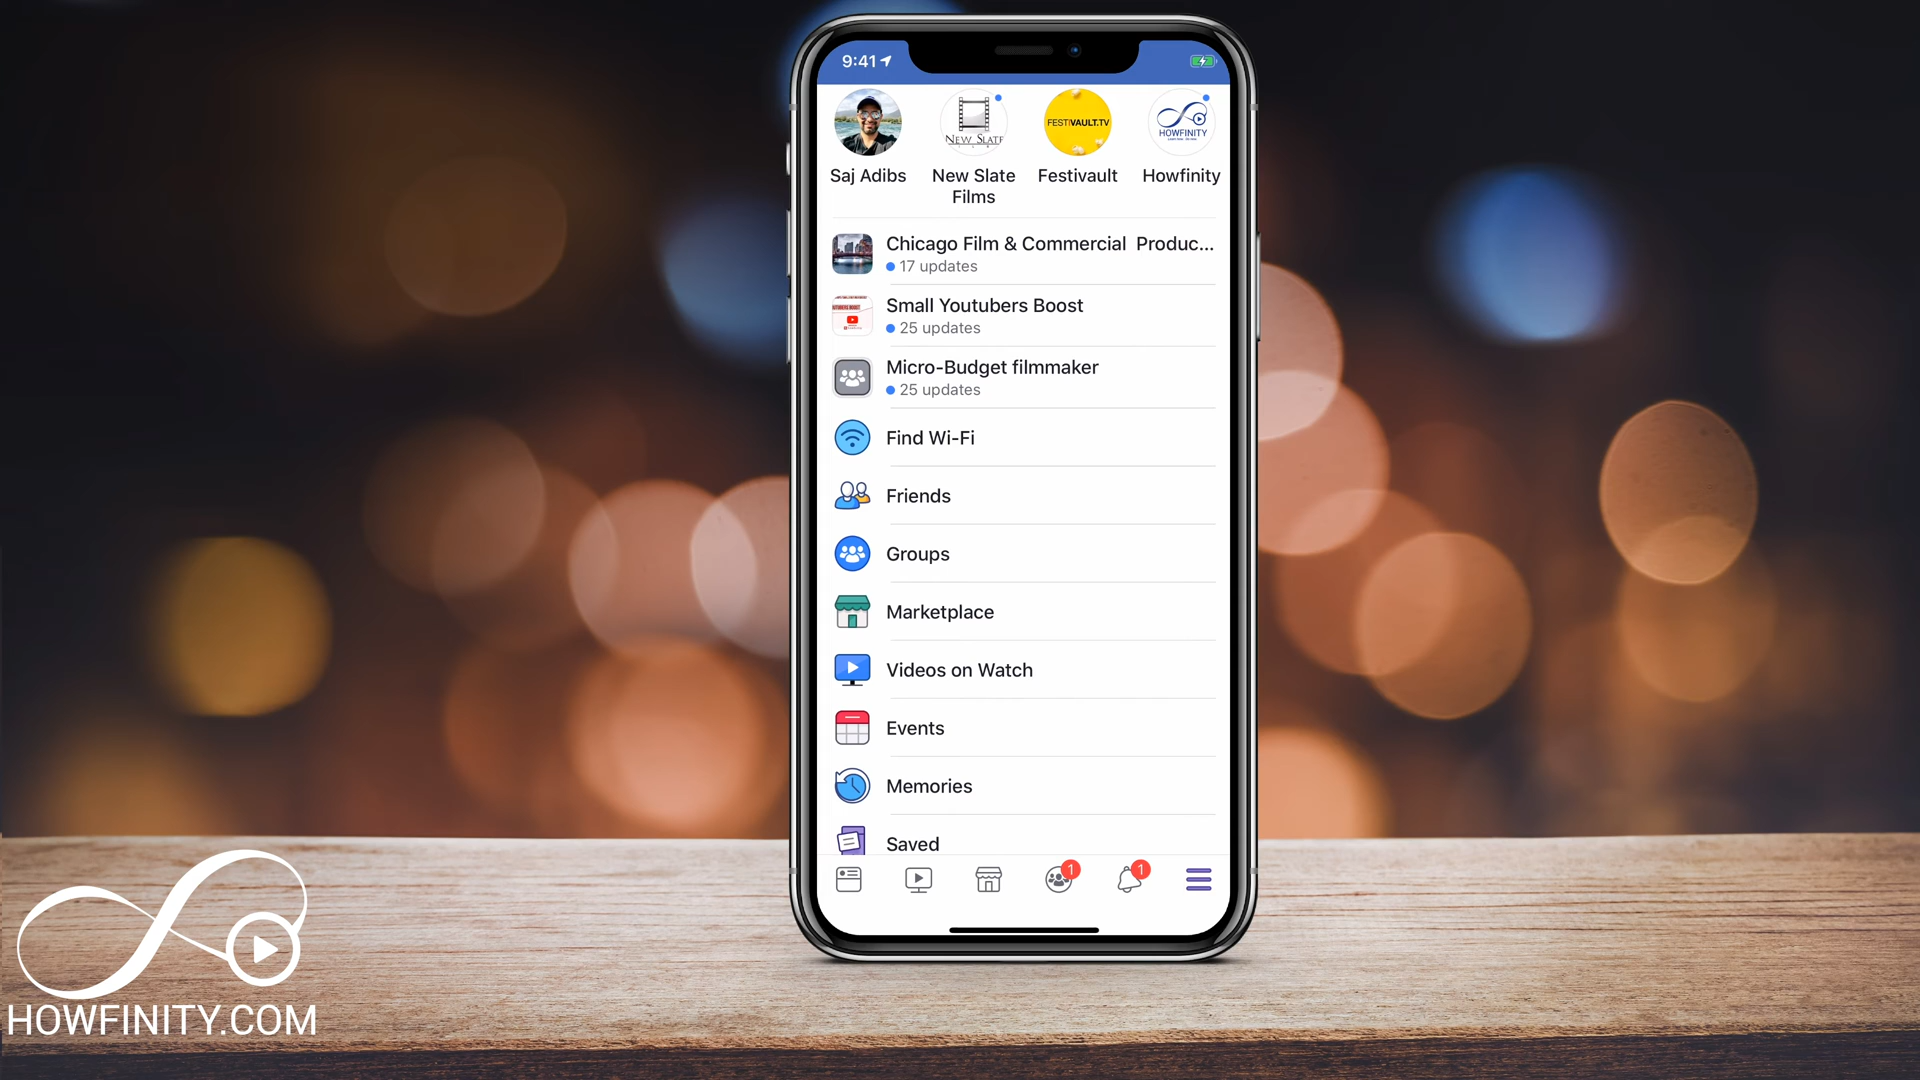 9:41
FESTIVAULT.TV
NEW SLATE
HOWFINITY
Saj Adibs
New Slate
Films
Festivault
Howfinity
Chicago Film & Commercial Produc...
17 updates
Small Youtubers Boost
25 updates
Micro-Budget filmmaker
25 updates
Find Wi-Fi
Friends
Groups
Marketplace
Videos on Watch
Events
Memories
Saved
1
1
HOWFINITY.COM